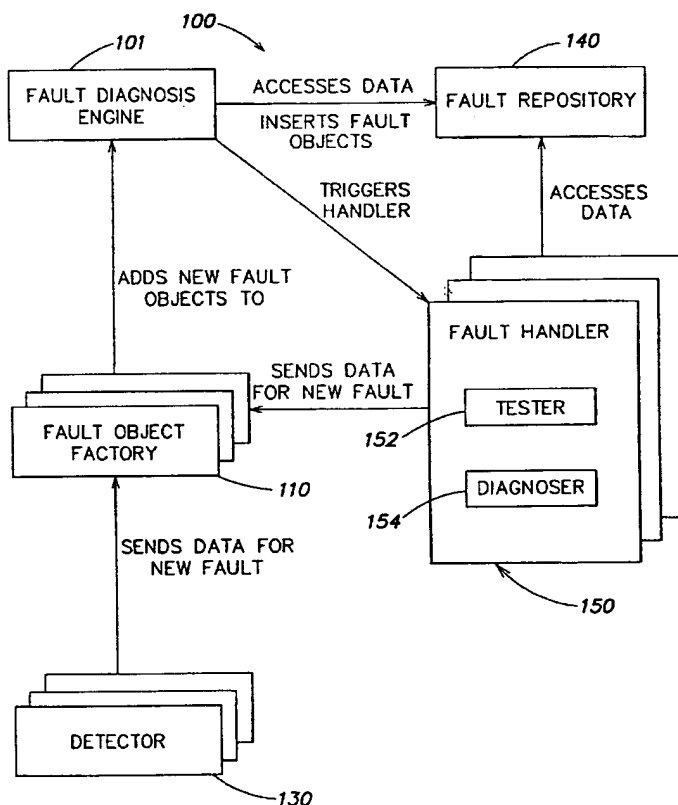 100
101
FAULT DIAGNOSIS
ENGINE
ACCESSES DATA
INSERTS FAULT
OBJECTS
140
FAULT REPOSITORY
TRIGGERS
HANDLER
ACCESSES
DATA
ADDS NEW FAULT
OBJECTS TO
FAULT HANDLER
SENDS DATA
FOR NEW FAULT
TESTER
152
FAULT OBJECT
FACTORY
110
DIAGNOSER
154
SENDS DATA FOR
NEW FAULT
150
DETECTOR
130